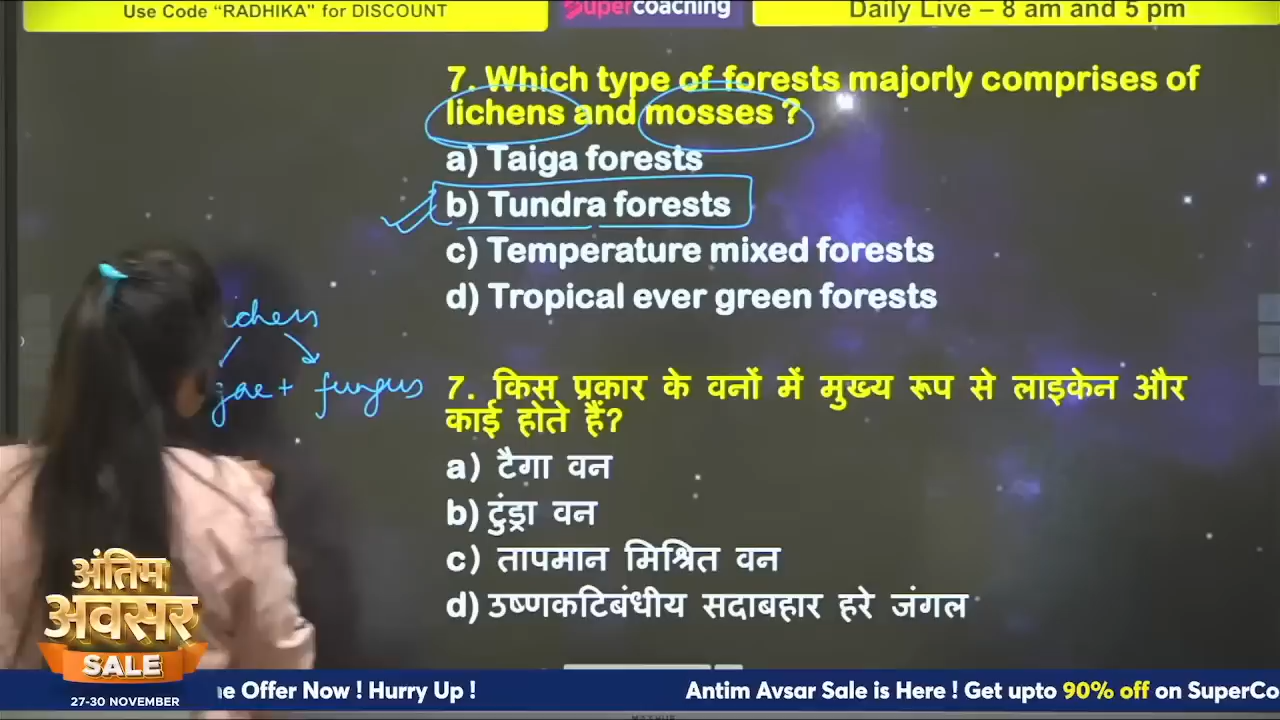 Use Code “RADHIKA” for DISCOUNT
Supercoaching
Daily Live – 8 am and 5 pm
7. Which type of forests majorly comprises of
lichens and mosses ?
a) Taiga forests
b) Tundra forests
c) Temperature mixed forests
d) Tropical ever green forests
fungus
7. किस प्रकार के वनों में मुख्य रूप से लाइकेन और
काई होते हैं?
a) टैगा वन
b) टुंड्रा वन
c) तापमान मिश्रित वन
d) उष्णकटिबंधीय सदाबहार हरे जंगल
अंतिम
अवसर
SALE
27-30 NOVEMBER
e Offer Now ! Hurry Up !
Antim Avsar Sale is Here ! Get upto 90% off on SuperCo